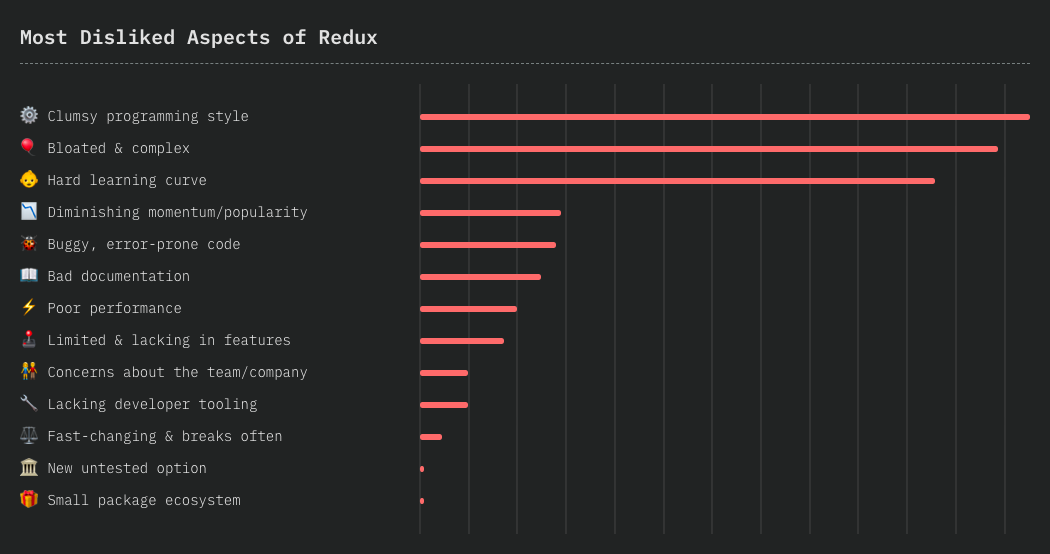 Most Disliked Aspects of Redux
Clumsy programming style
Bloated & complex
Hard learning curve
Diminishing momentum/popularity
Buggy, error-prone code
Bad documentation
Poor performance
Limited & lacking in features
Concerns about the team/company
Lacking developer tooling
Fast-changing & breaks often
New untested option
Small package ecosystem